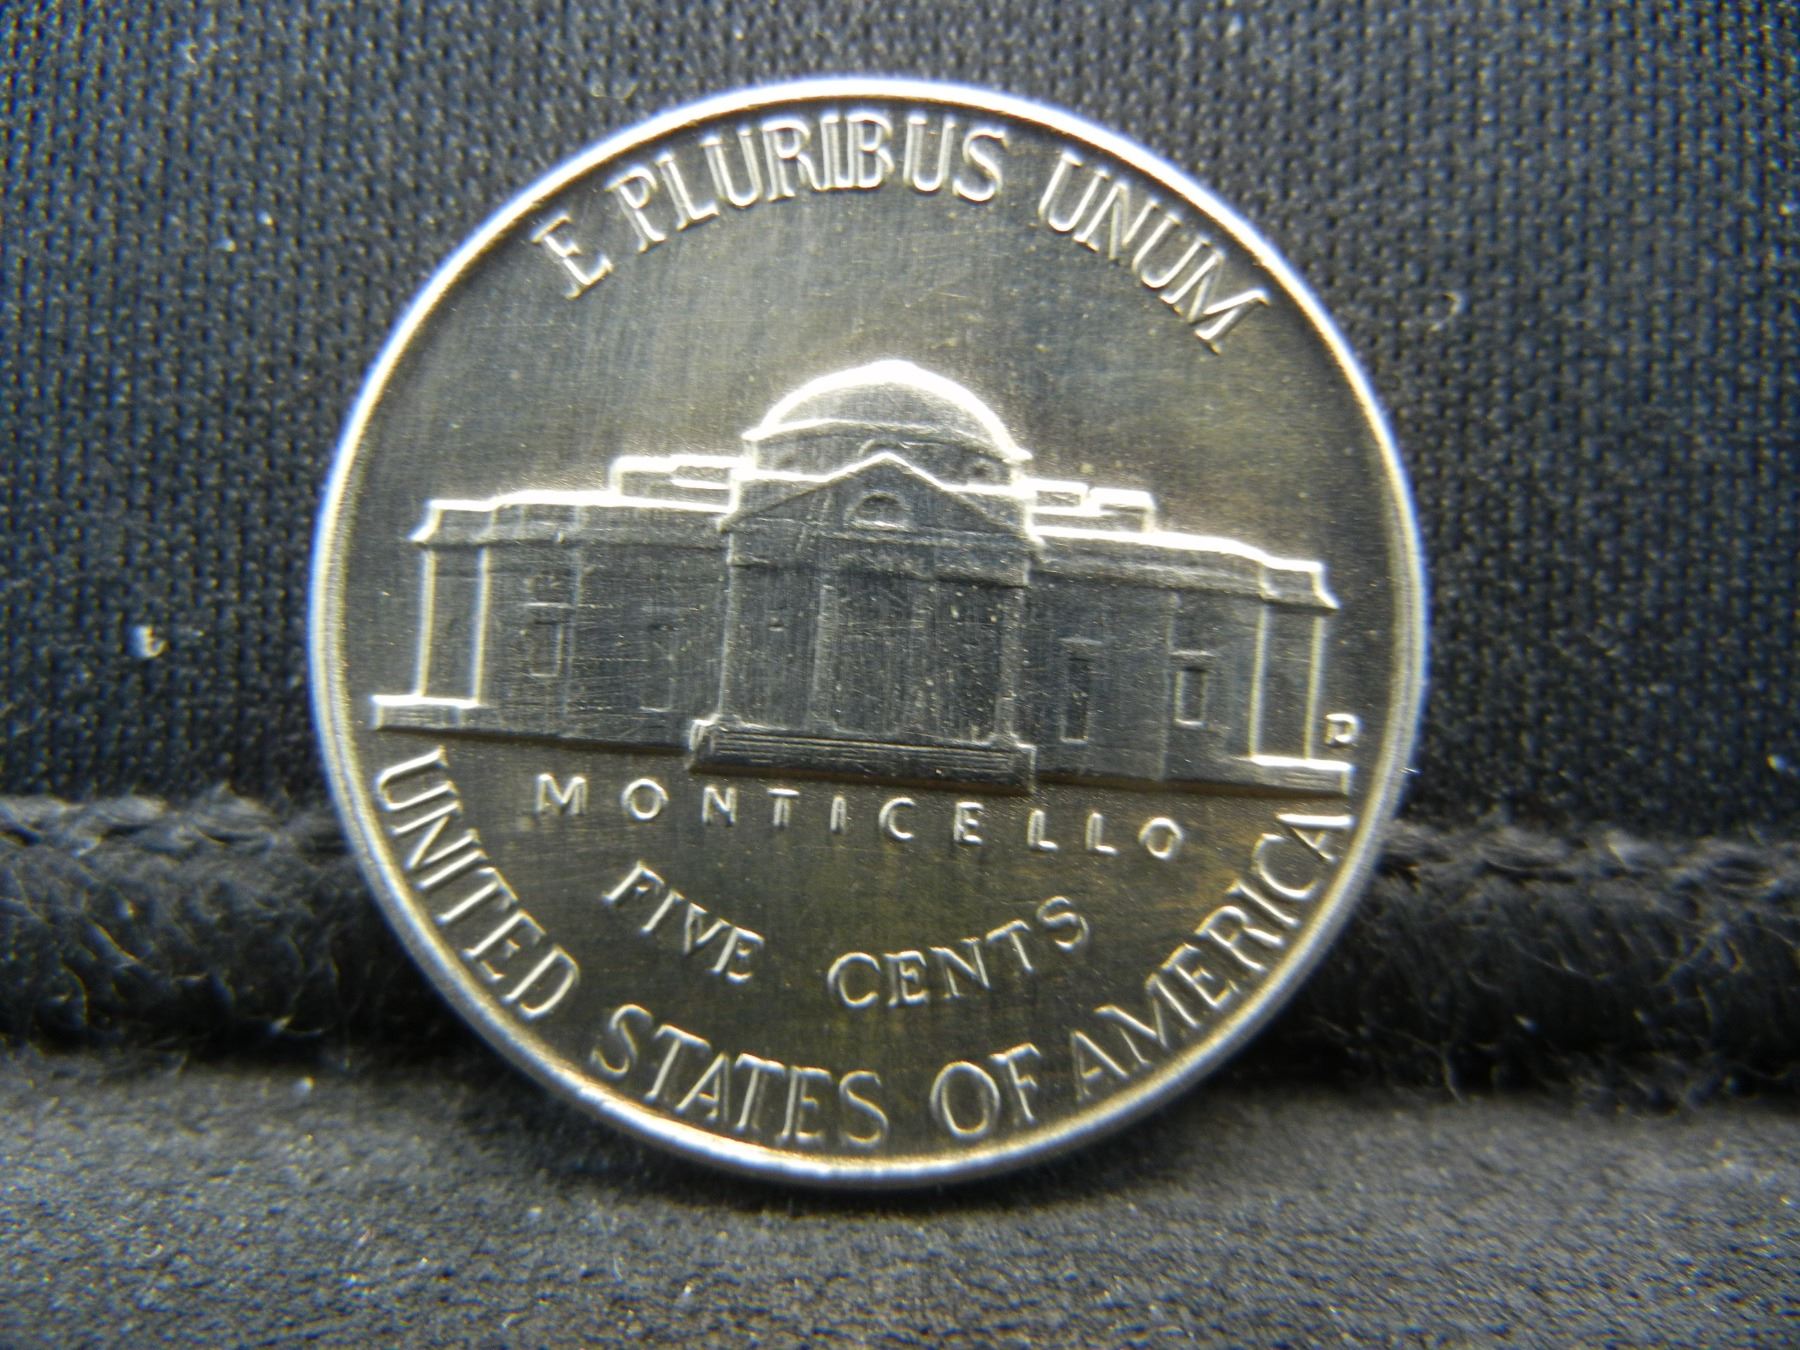 E PLURIBUS UNUM
D
MONTICELLO
FIVE CENTS
UNITED STATES OF AMERICA